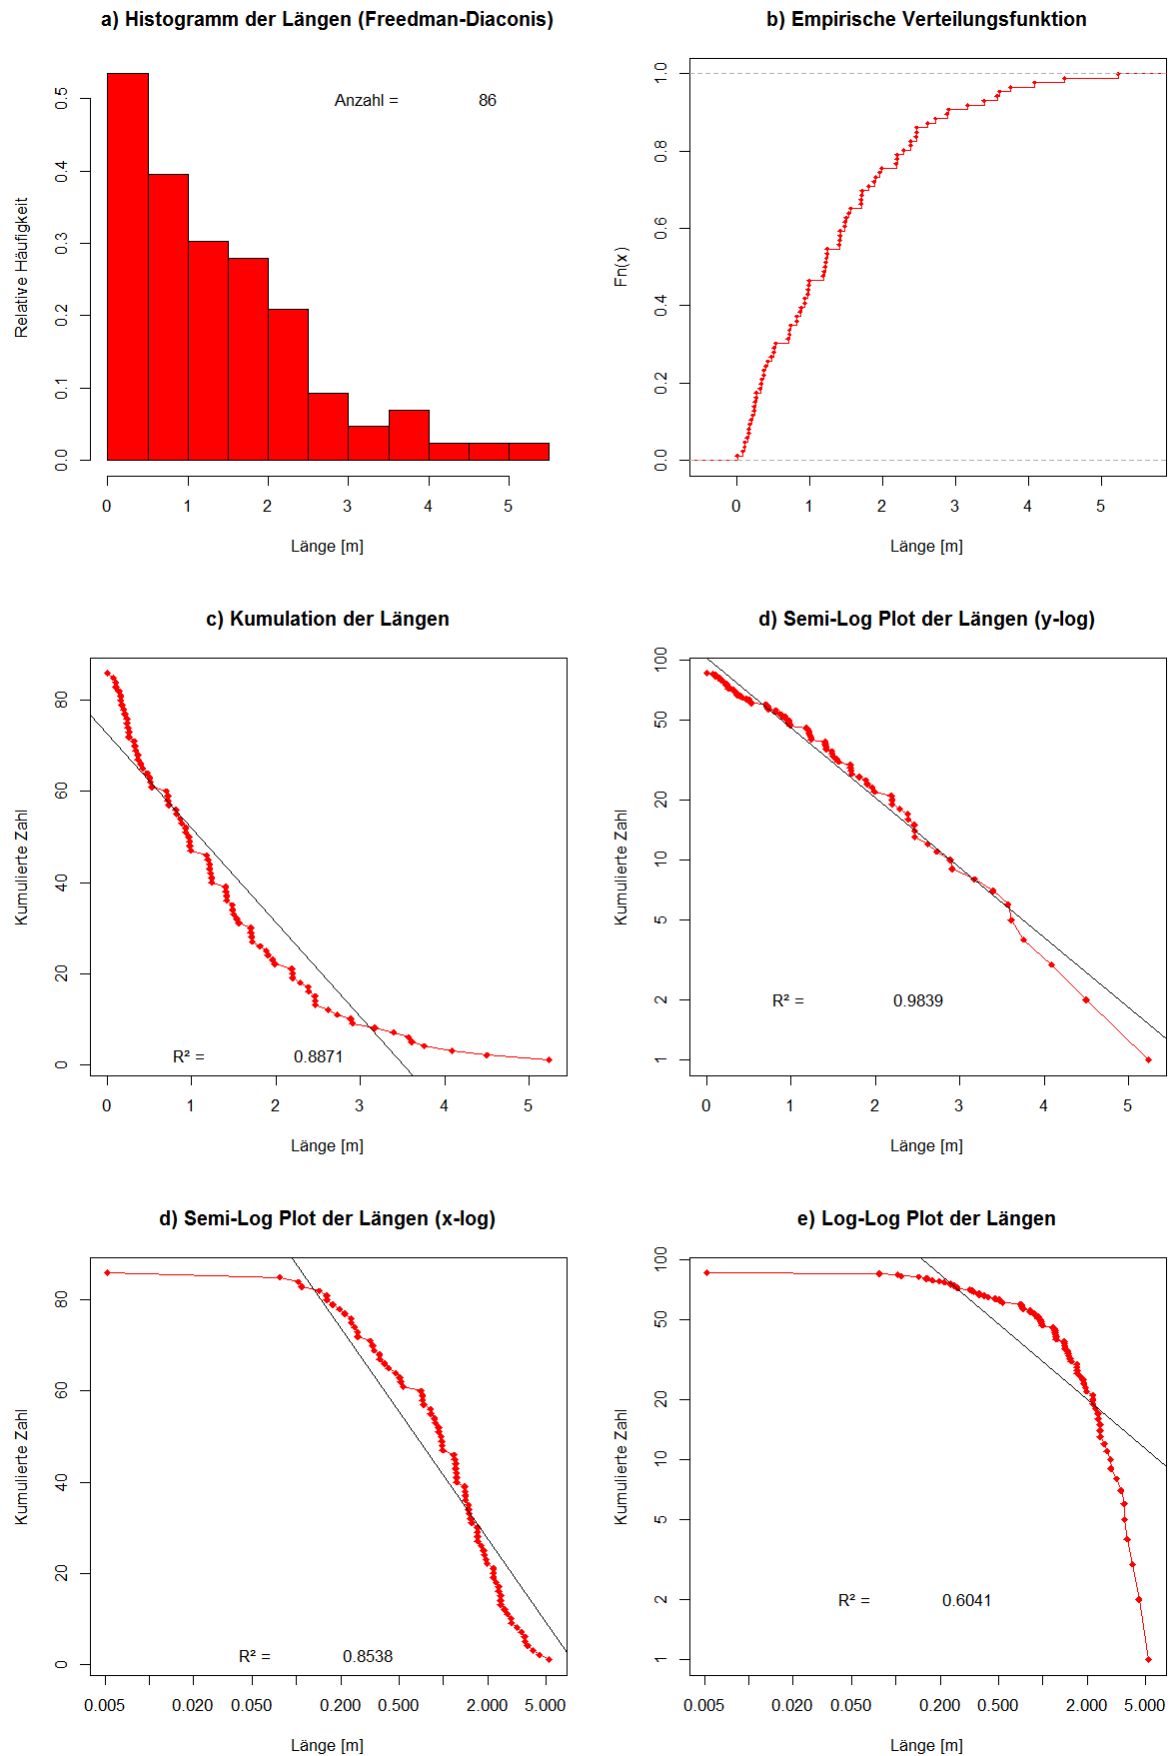 a) Histogramm der Längen (Freedman-Diaconis)
Anzahl = 86
Relative Häufigkeit
0.0 0.1 0.2 0.3 0.4 0.5
0 1 2 3 4 5
Länge [m]
b) Empirische Verteilungsfunktion
Fn(x)
0.0 0.2 0.4 0.6 0.8 1.0
0 1 2 3 4 5
Länge [m]
c) Kumulation der Längen
Kumulierte Zahl
0 20 40 60 80
R² = 0.8871
0 1 2 3 4 5
Länge [m]
d) Semi-Log Plot der Längen (y-log)
Kumulierte Zahl
1 2 5 10 20 50 100
R² = 0.9839
0 1 2 3 4 5
Länge [m]
d) Semi-Log Plot der Längen (x-log)
Kumulierte Zahl
0 20 40 60 80
R² = 0.8538
0.005 0.020 0.050 0.200 0.500 2.000 5.000
Länge [m]
e) Log-Log Plot der Längen
Kumulierte Zahl
1 2 5 10 20 50 100
R² = 0.6041
0.005 0.020 0.050 0.200 0.500 2.000 5.000
Länge [m]